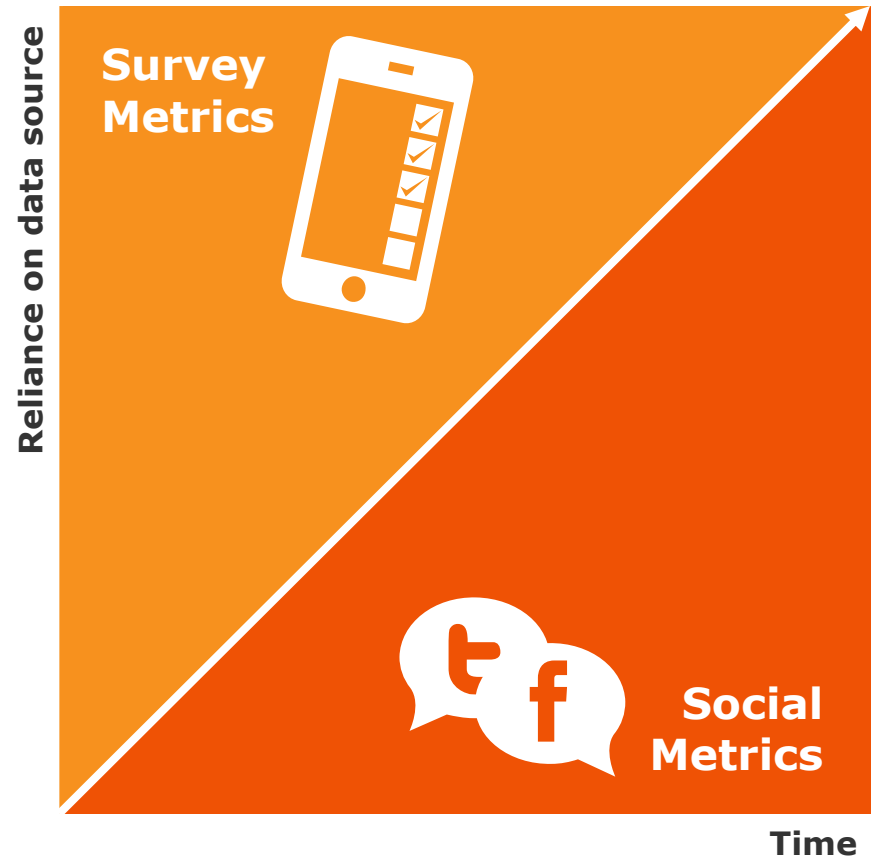 Reliance on data source
Survey
Metrics
t
f
Social
Metrics
Time